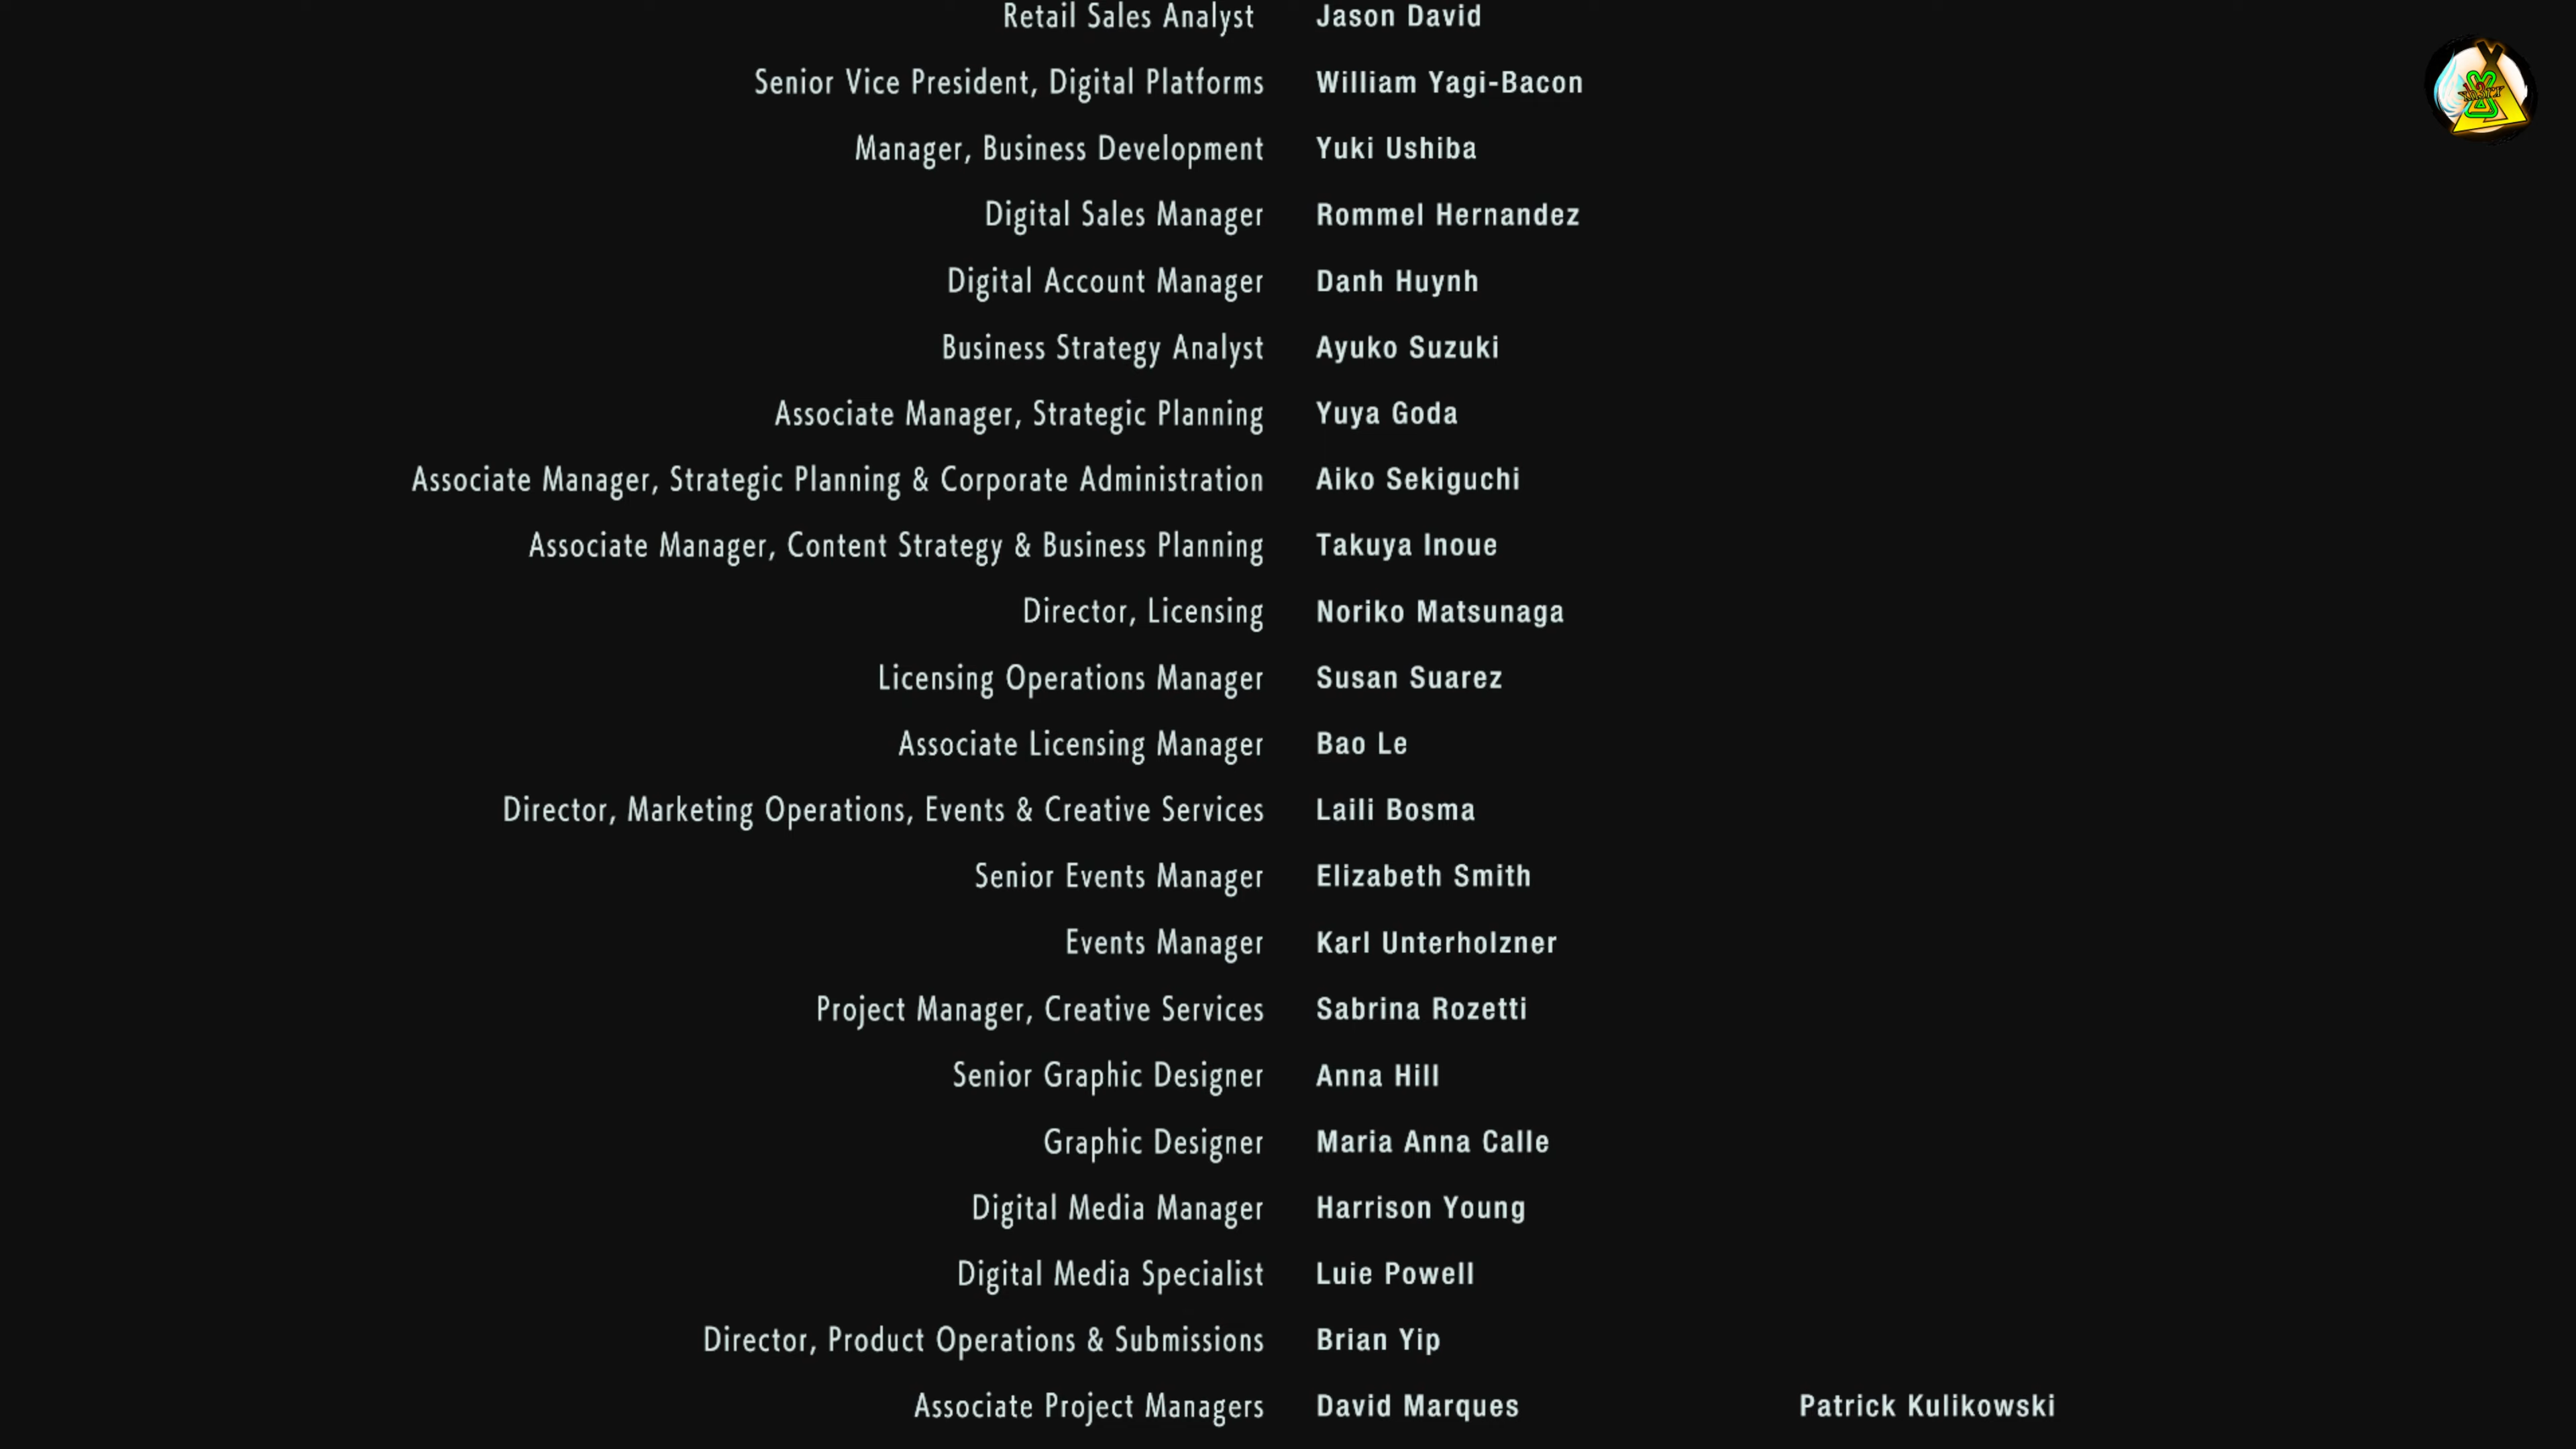 Retail Sales Analyst Jason David
Senior Vice President, Digital Platforms William Yagi-Bacon
Manager, Business Development Yuki Ushiba
Digital Sales Manager Rommel Hernandez
Digital Account Manager Danh Huynh
Business Strategy Analyst Ayuko Suzuki
Associate Manager, Strategic Planning Yuya Goda
Associate Manager, Strategic Planning & Corporate Administration Aiko Sekiguchi
Associate Manager, Content Strategy & Business Planning Takuya Inoue
Director, Licensing Noriko Matsunaga
Licensing Operations Manager Susan Suarez
Associate Licensing Manager Bao Le
Director, Marketing Operations, Events & Creative Services Laili Bosma
Senior Events Manager Elizabeth Smith
Events Manager Karl Unterholzner
Project Manager, Creative Services Sabrina Rozetti
Senior Graphic Designer Anna Hill
Graphic Designer Maria Anna Calle
Digital Media Manager Harrison Young
Digital Media Specialist Luie Powell
Director, Product Operations & Submissions Brian Yip
Associate Project Managers David Marques Patrick Kulikowski